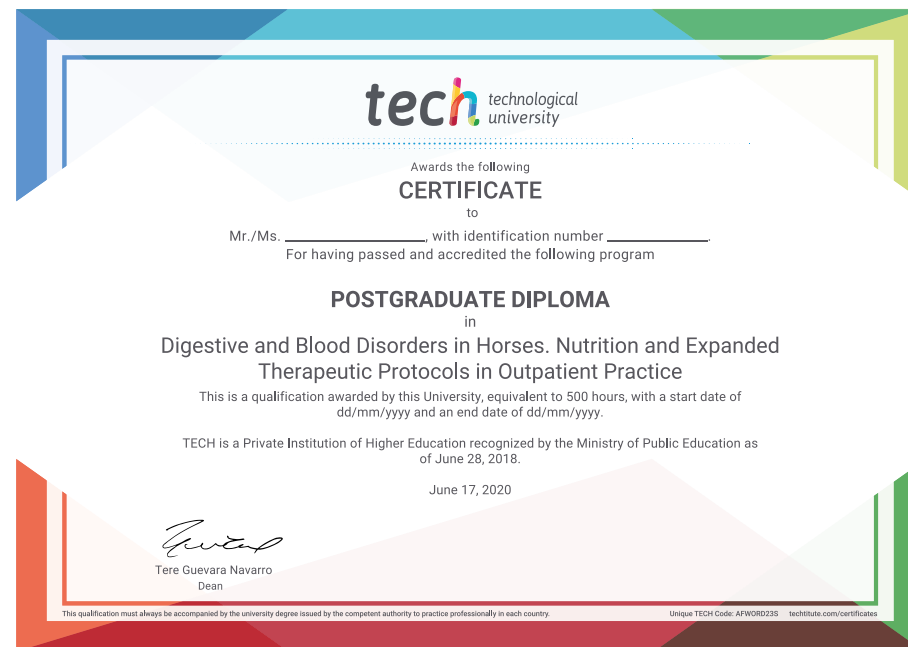 tech technological
university
Awards the following
CERTIFICATE
to
Mr./Ms. ____________________, with identification number ______________.
For having passed and accredited the following program
POSTGRADUATE DIPLOMA
in
Digestive and Blood Disorders in Horses. Nutrition and Expanded
Therapeutic Protocols in Outpatient Practice
This is a qualification awarded by this University, equivalent to 500 hours, with a start date of
dd/mm/yyyy and an end date of dd/mm/yyyy.
TECH is a Private Institution of Higher Education recognized by the Ministry of Public Education as
of June 28, 2018.
June 17, 2020
Tere Guevara Navarro
Dean
This qualification must always be accompanied by the university degree issued by the competent authority to practice professionally in each country.
Unique TECH Code: AFWORD23S techtitute.com/certificates